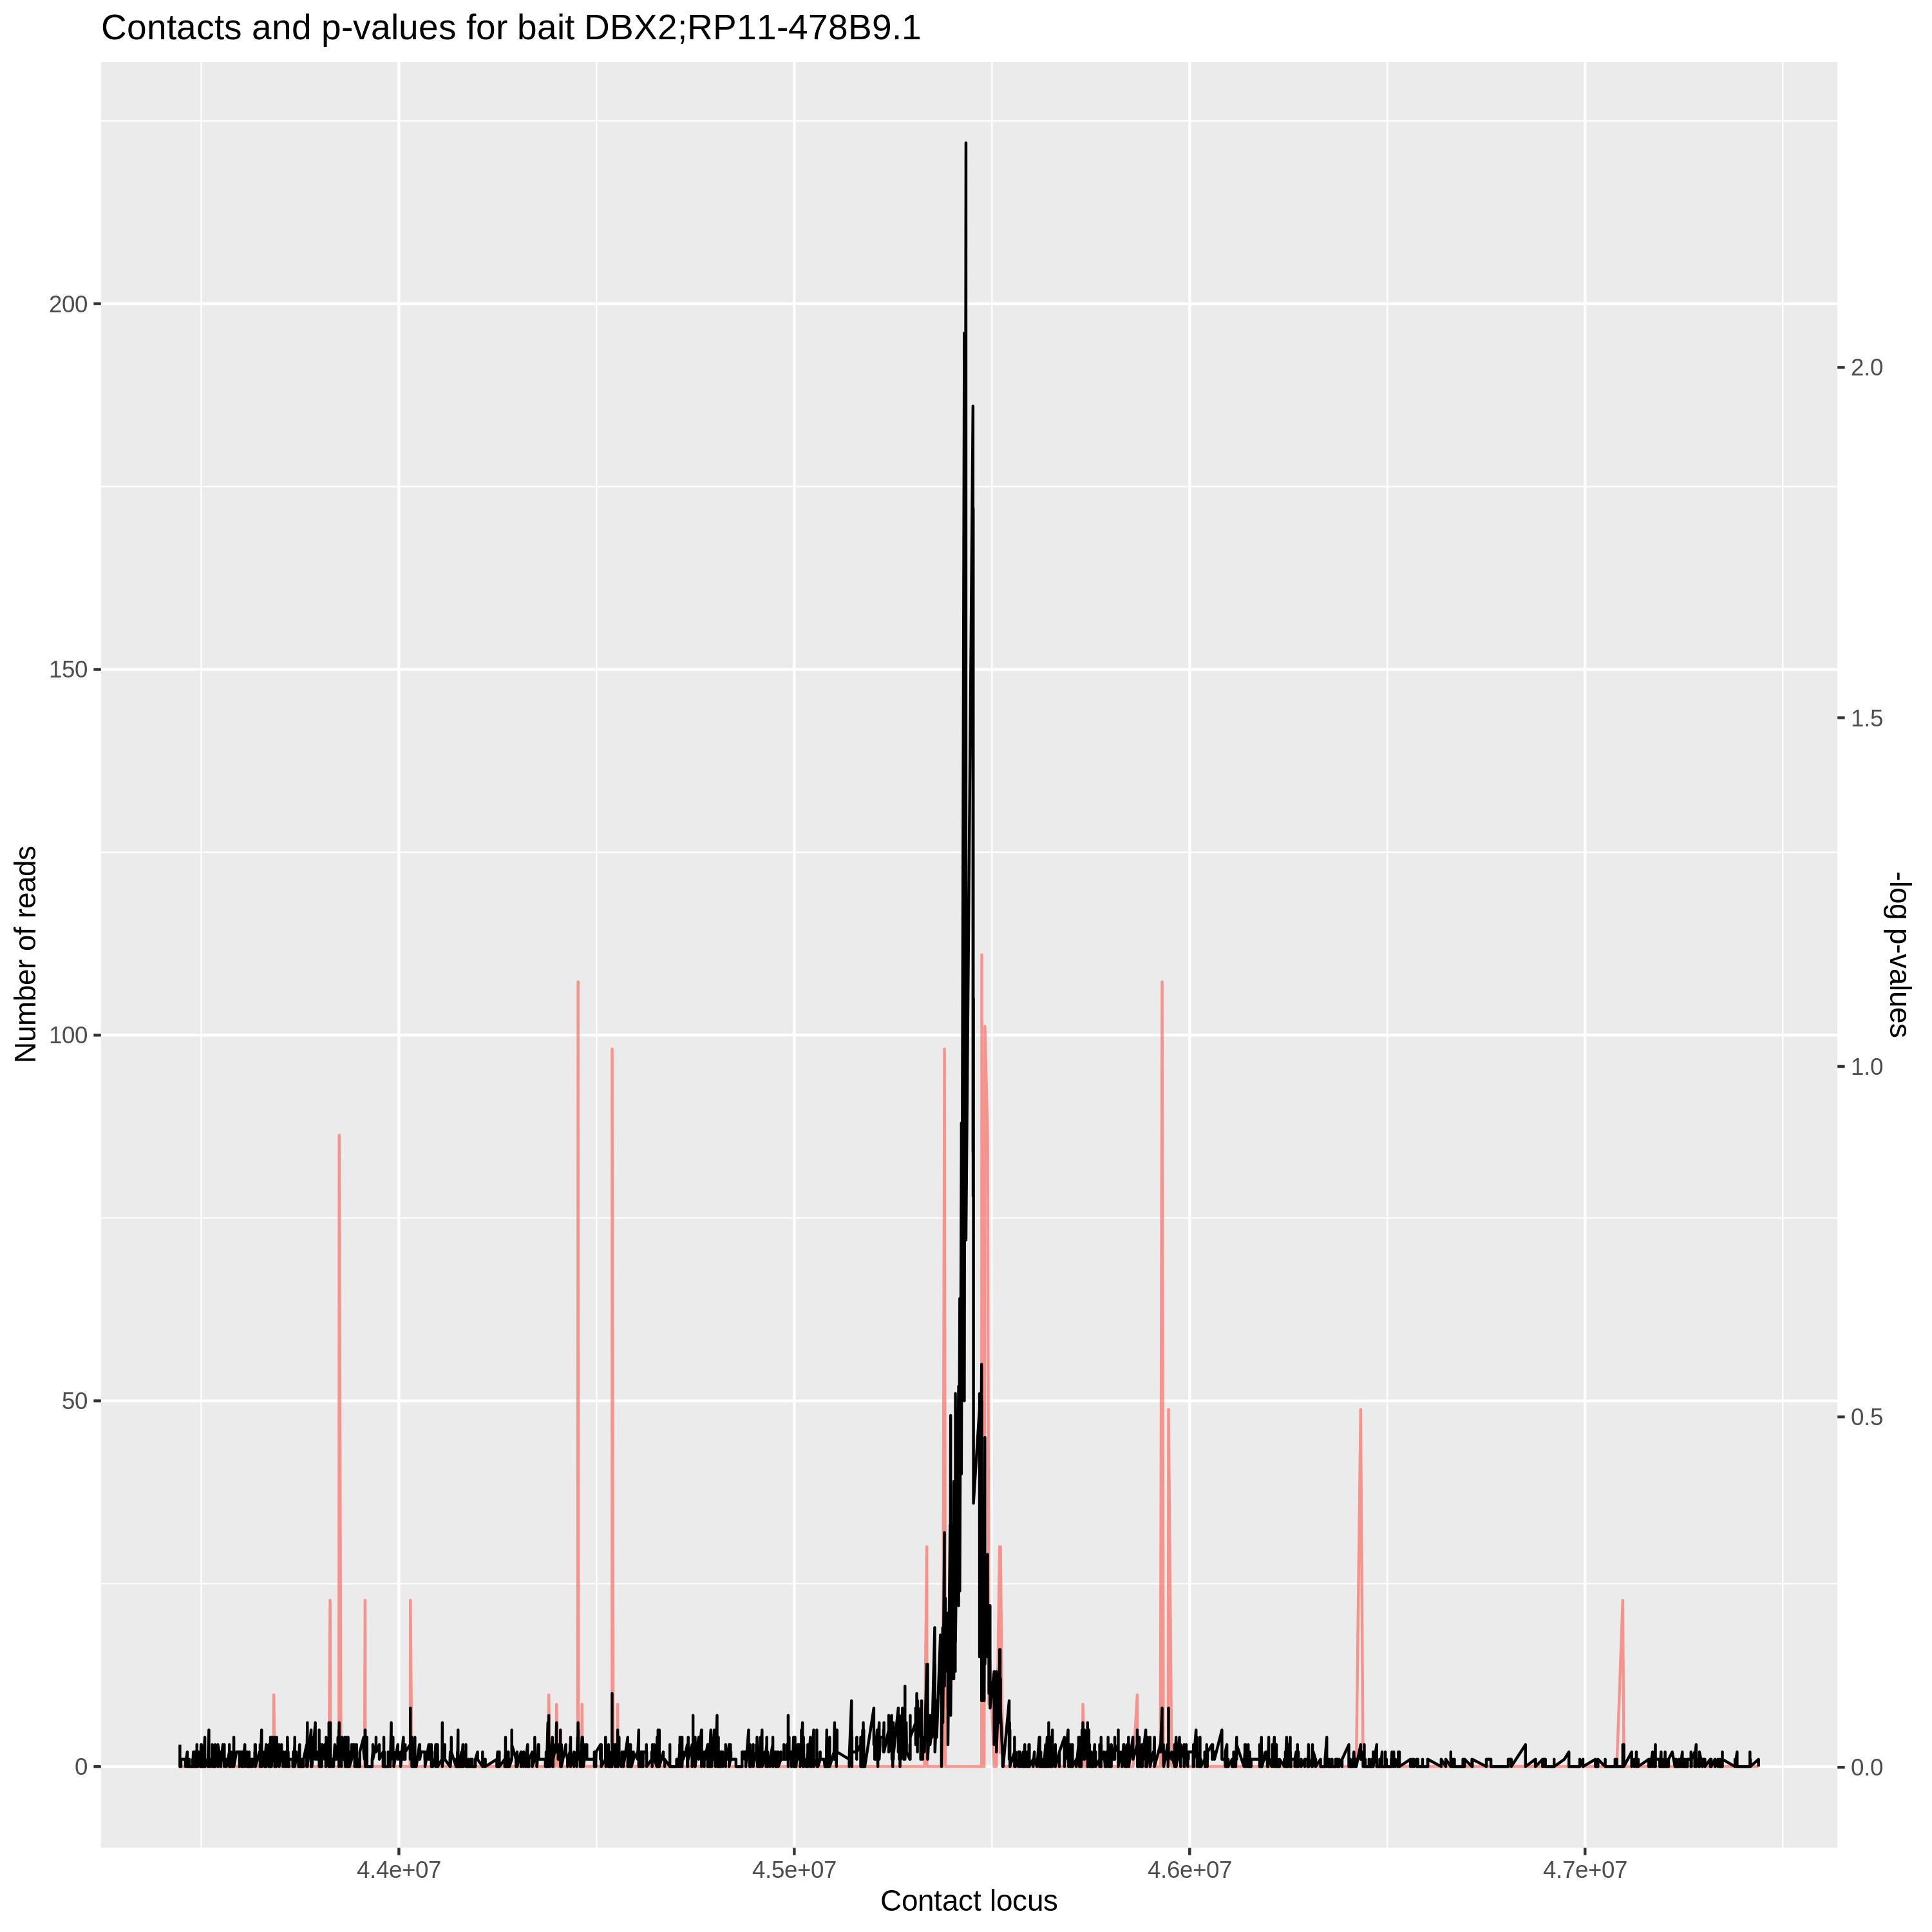 Contacts and p-values for bait DBX2;RP11-478B9.1
Number of reads
200
150
100
50
0
2.0
1.5
1.0
0.5
0.0
-log p-values
4.4e+07 4.5e+07 4.6e+07 4.7e+07
Contact locus